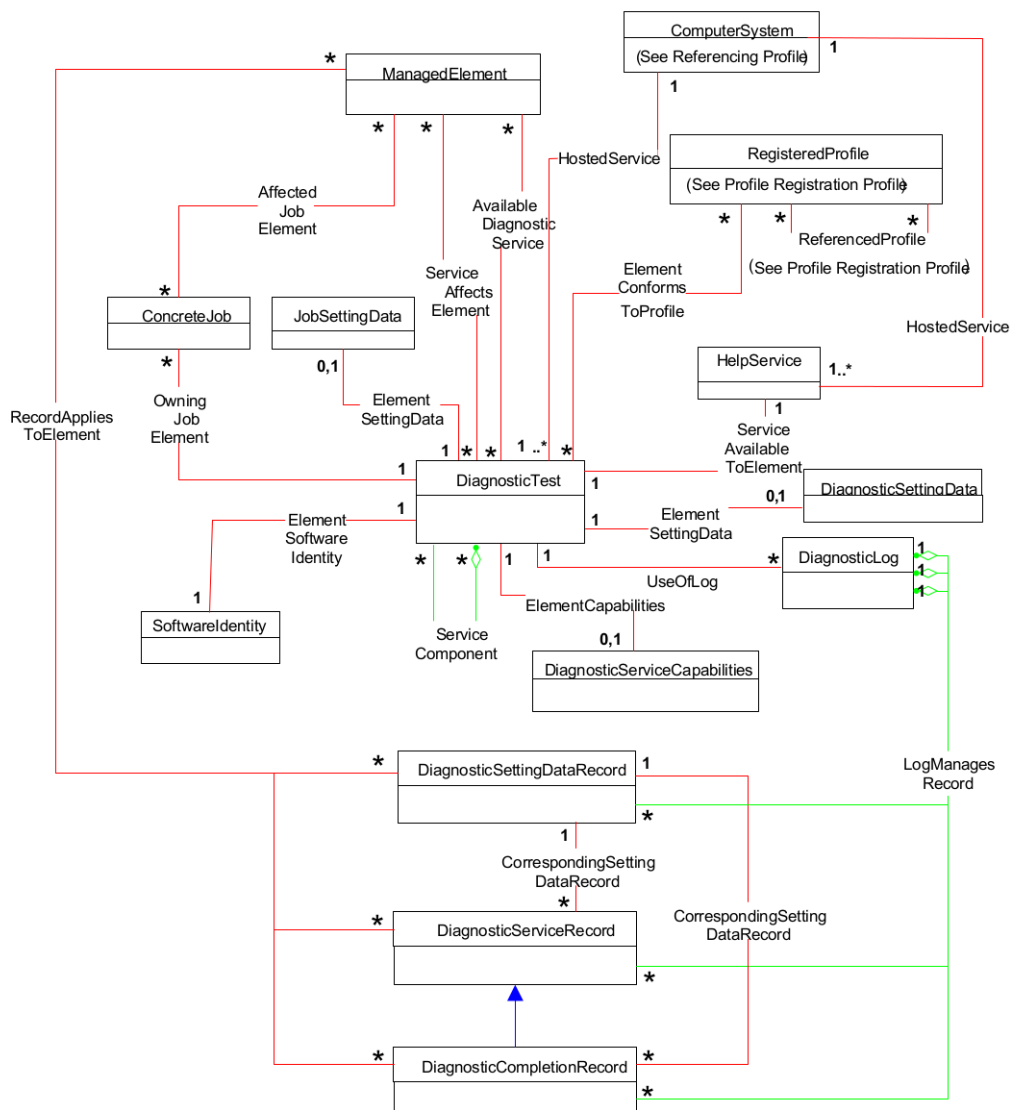 ComputerSystem
(See Referencing Profile)
1
1
*
ManagedElement
*
*
*
HostedService
RegisteredProfile
(See Profile Registration Profile)
*
*
*
ReferencedProfile
(See Profile Registration Profile)
Affected
Job
Element
Available
Diagnostic
Service
Service
Affects
Element
Element
Conforms
ToProfile
*
ConcreteJob
*
JobSettingData
0,1
HostedService
HelpService
1..*
1
RecordApplies
ToElement
Owning
Job
Element
Element
SettingData
Service
Available
ToElement
1
*
*
1 ..*
*
1
DiagnosticTest
1
DiagnosticSettingData
0,1
1
Element
Software
Identity
1
Element
SettingData
*
*
1
1
UseOfLog
*
DiagnosticLog
1
1
1
1
SoftwareIdentity
Service
Component
ElementCapabilities
0,1
DiagnosticServiceCapabilities
*
DiagnosticSettingDataRecord
1
*
LogManages
Record
1
CorrespondingSetting
DataRecord
*
*
DiagnosticServiceRecord
*
CorrespondingSetting
DataRecord
*
DiagnosticCompletionRecord
*
*